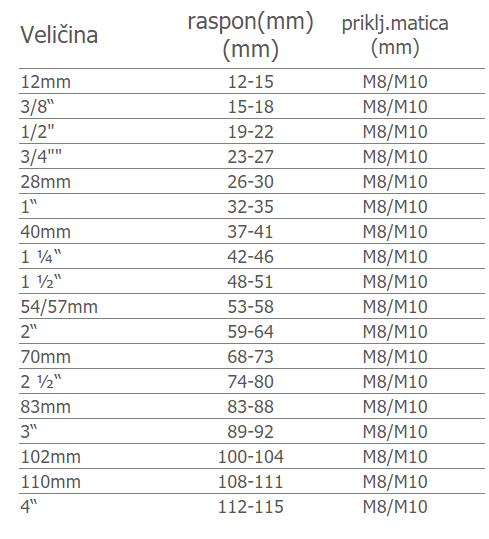 Veličina raspon(mm) priklj.matica
(mm) (mm)
12mm 12-15 M8/M10
3/8“ 15-18 M8/M10
1/2" 19-22 M8/M10
3/4"" 23-27 M8/M10
28mm 26-30 M8/M10
1“ 32-35 M8/M10
40mm 37-41 M8/M10
1 ¼“ 42-46 M8/M10
1 ½“ 48-51 M8/M10
54/57mm 53-58 M8/M10
2“ 59-64 M8/M10
70mm 68-73 M8/M10
2 ½“ 74-80 M8/M10
83mm 83-88 M8/M10
3“ 89-92 M8/M10
102mm 100-104 M8/M10
110mm 108-111 M8/M10
4“ 112-115 M8/M10